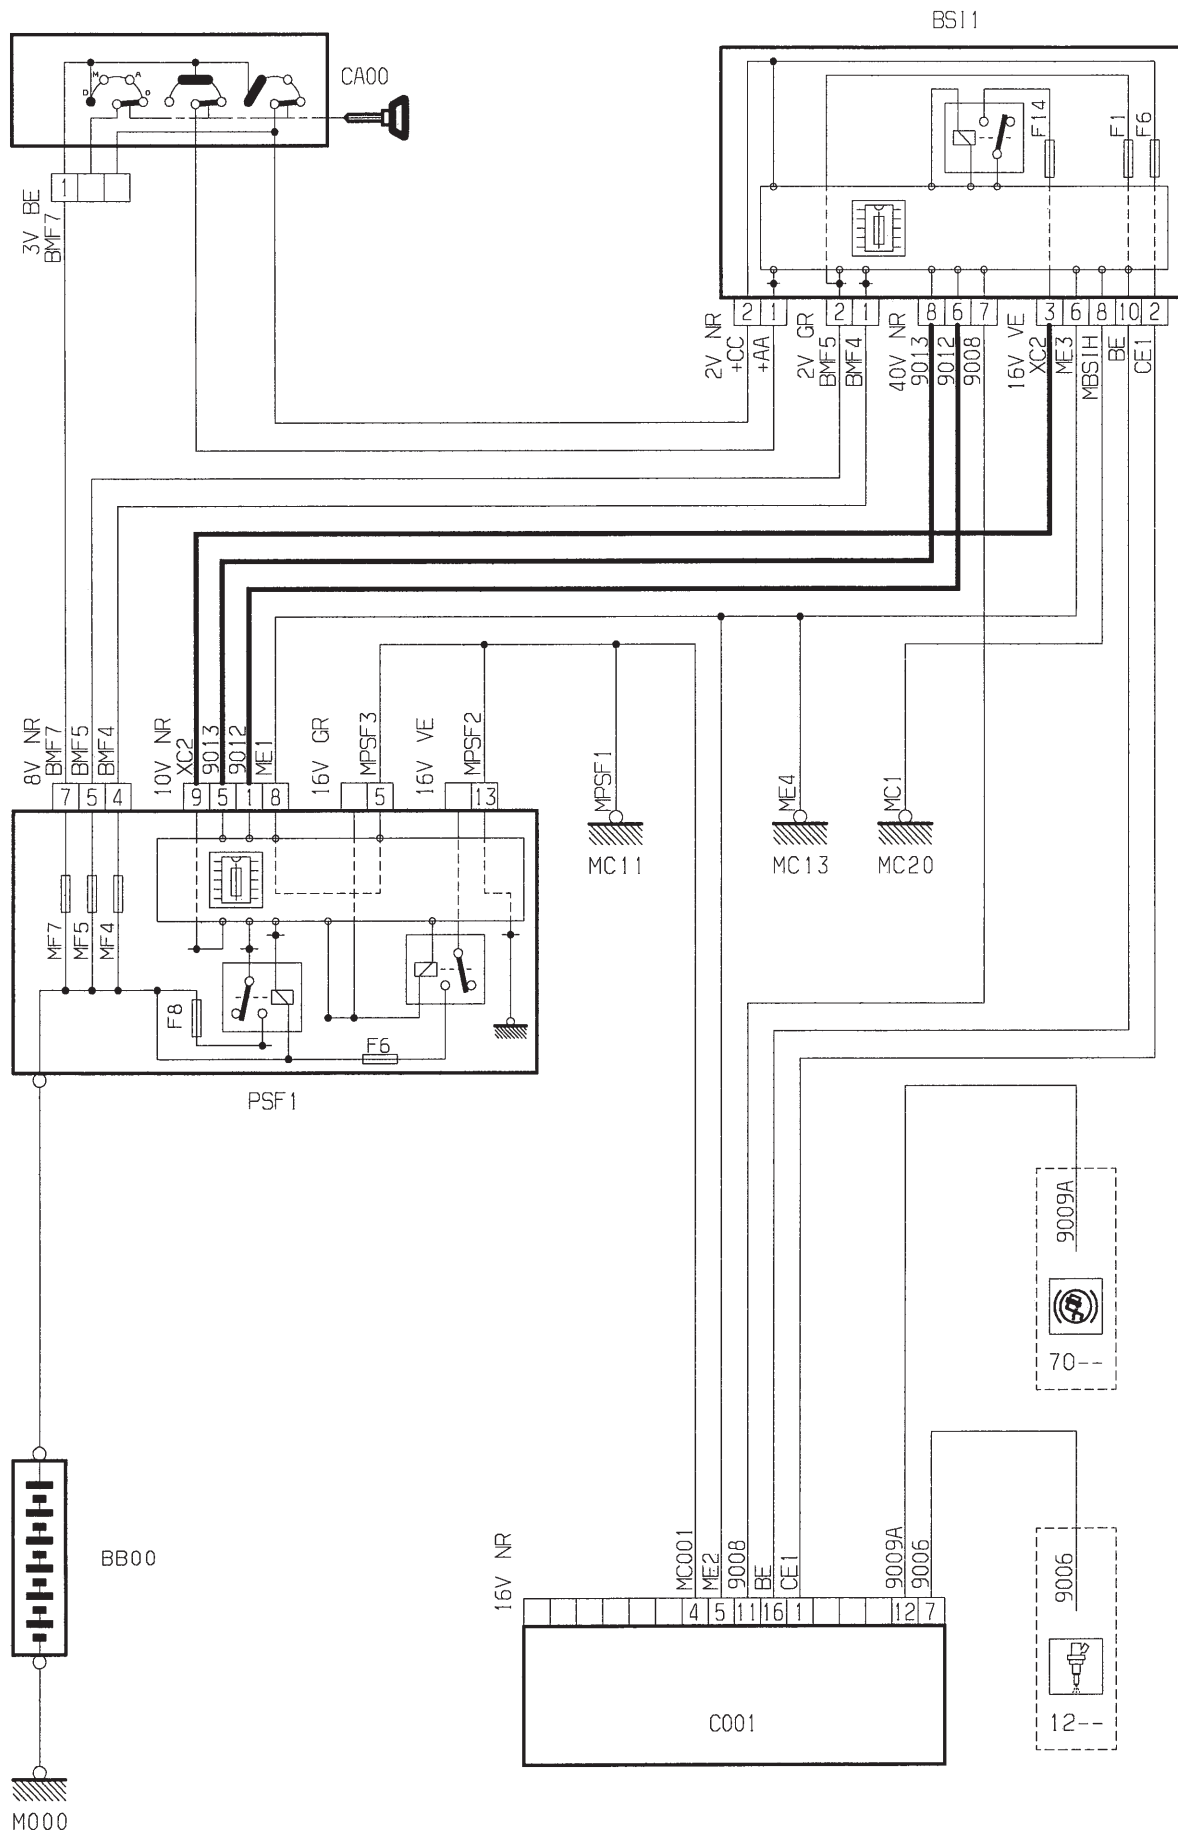 BSI1
CA00
M
A
D
D
1
3V BE
BMF7
F14
F1
F6
2
1
2
1
8
6
7
3
6
8
10
2
2V NR
+CC
+AA
2V GR
BMF5
BMF4
40V NR
9013
9012
9008
16V VE
XC2
ME3
MBSIH
BE
CE1
8V NR
BMF7
BMF5
BMF4
10V NR
XC2
9013
9012
ME1
16V GR
MPSF3
16V VE
MPSF2
7
5
4
9
5
1
8
5
13
MPSF1
ME4
MC1
MC11
MC13
MC20
MF7
MF5
MF4
F8
F6
PSF1
9009A
70--
BB00
16V NR
MC001
ME2
9008
BE
CE1
9009A
9006
9006
4
5
11
16
1
12
7
C001
12--
M000